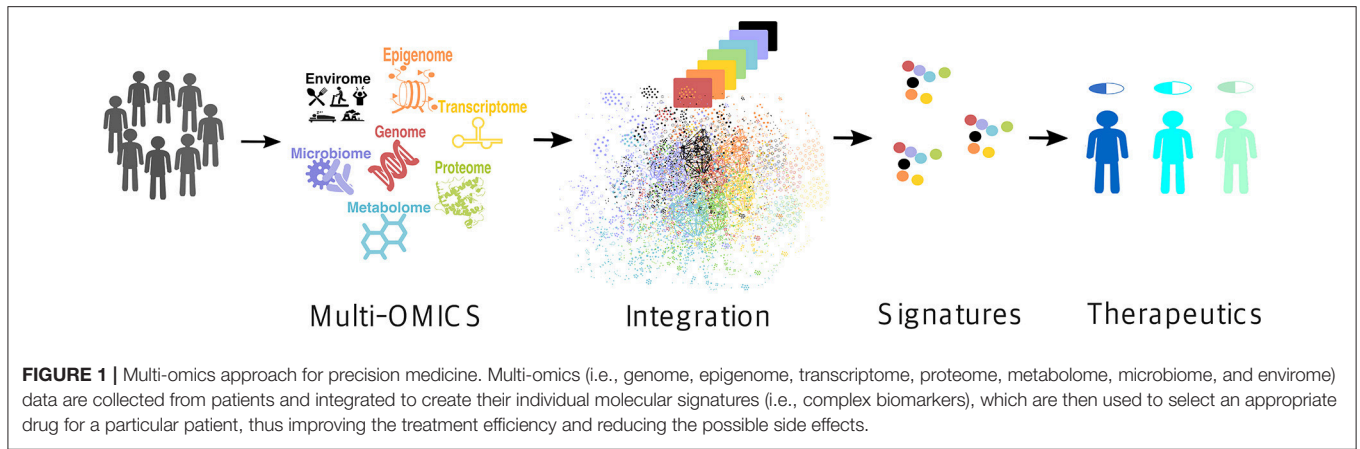 Epigenome
Envirome
Transcriptome
Genome
Microbiome
Proteome
Metabolome
Multi-OMICS
Integration
Signatures
Therapeutics
FIGURE 1 | Multi-omics approach for precision medicine. Multi-omics (i.e., genome, epigenome, transcriptome, proteome, metabolome, microbiome, and envirome)
data are collected from patients and integrated to create their individual molecular signatures (i.e., complex biomarkers), which are then used to select an appropriate
drug for a particular patient, thus improving the treatment efficiency and reducing the possible side effects.